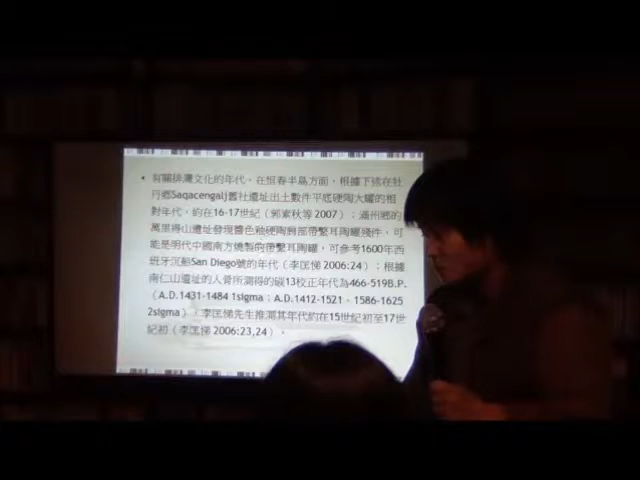 • 有關排灣文化的年代，在恆春半島方面，根據下述在牡
丹鄉Saqacengalj舊社遺址出土數件平底硬陶大罐的相
對年代，約在16-17世紀（郭素秋等 2007）；滿州鄉的
萬里得山遺址發現醬色釉硬陶肩部帶繫耳陶罐殘件，可
能是明代中國南方燒製的帶繫耳陶罐，可參考1600年西
班牙沉船San Diego號的年代（李匡悌 2006:24）；根據
南仁山遺址的人骨所測得的碳13校正年代為466-519B.P.
（A.D.1431-1484 1sigma；A.D.1412-1521、1586-1625
2sigma），李匡悌先生推測其年代約在15世紀初至17世
紀初（李匡悌 2006:23,24）。